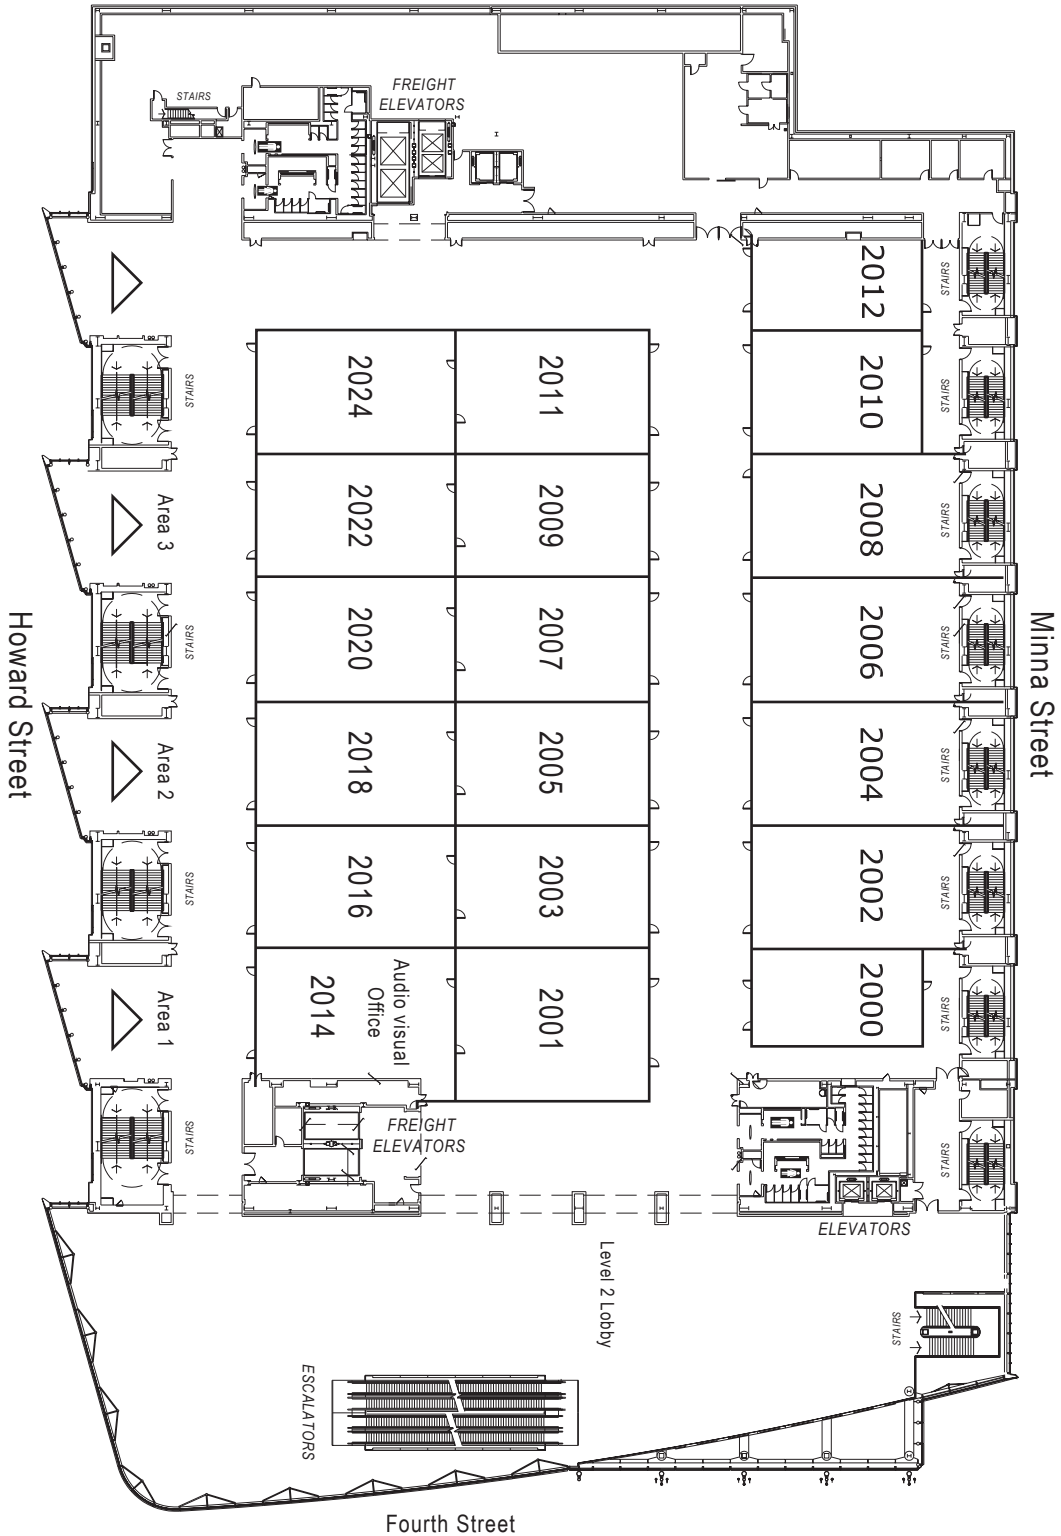 STAIRS
FREIGHT
ELEVATORS
2012
STAIRS
2024
2011
2010
STAIRS
STAIRS
Area 3
2022
2009
2008
STAIRS
Howard Street
STAIRS
2020
2007
2006
STAIRS
Minna Street
Area 2
2018
2005
2004
STAIRS
STAIRS
2016
2003
2002
STAIRS
Area 1
2014
Audio visual
Office
2001
2000
STAIRS
STAIRS
FREIGHT
ELEVATORS
STAIRS
ELEVATORS
Level 2 Lobby
STAIRS
ESCALATORS
Fourth Street